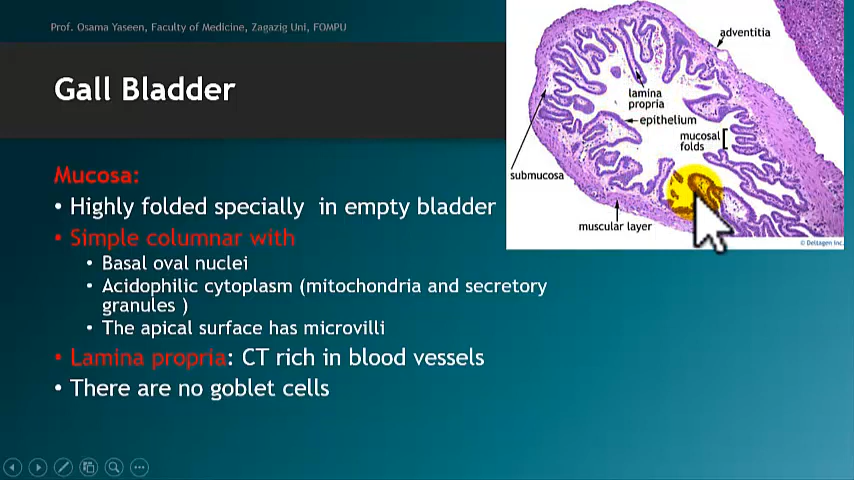 Prof. Osama Yaseen, Faculty of Medicine, Zagazig Uni, FOMPU
Gall Bladder
adventitia
lamina
propria
epithelium
mucosal
folds
submucosa
muscular layer
© Deltagen Inc.
Mucosa:
• Highly folded specially in empty bladder
• Simple columnar with
• Basal oval nuclei
• Acidophilic cytoplasm (mitochondria and secretory
granules )
• The apical surface has microvilli
• Lamina propria: CT rich in blood vessels
• There are no goblet cells